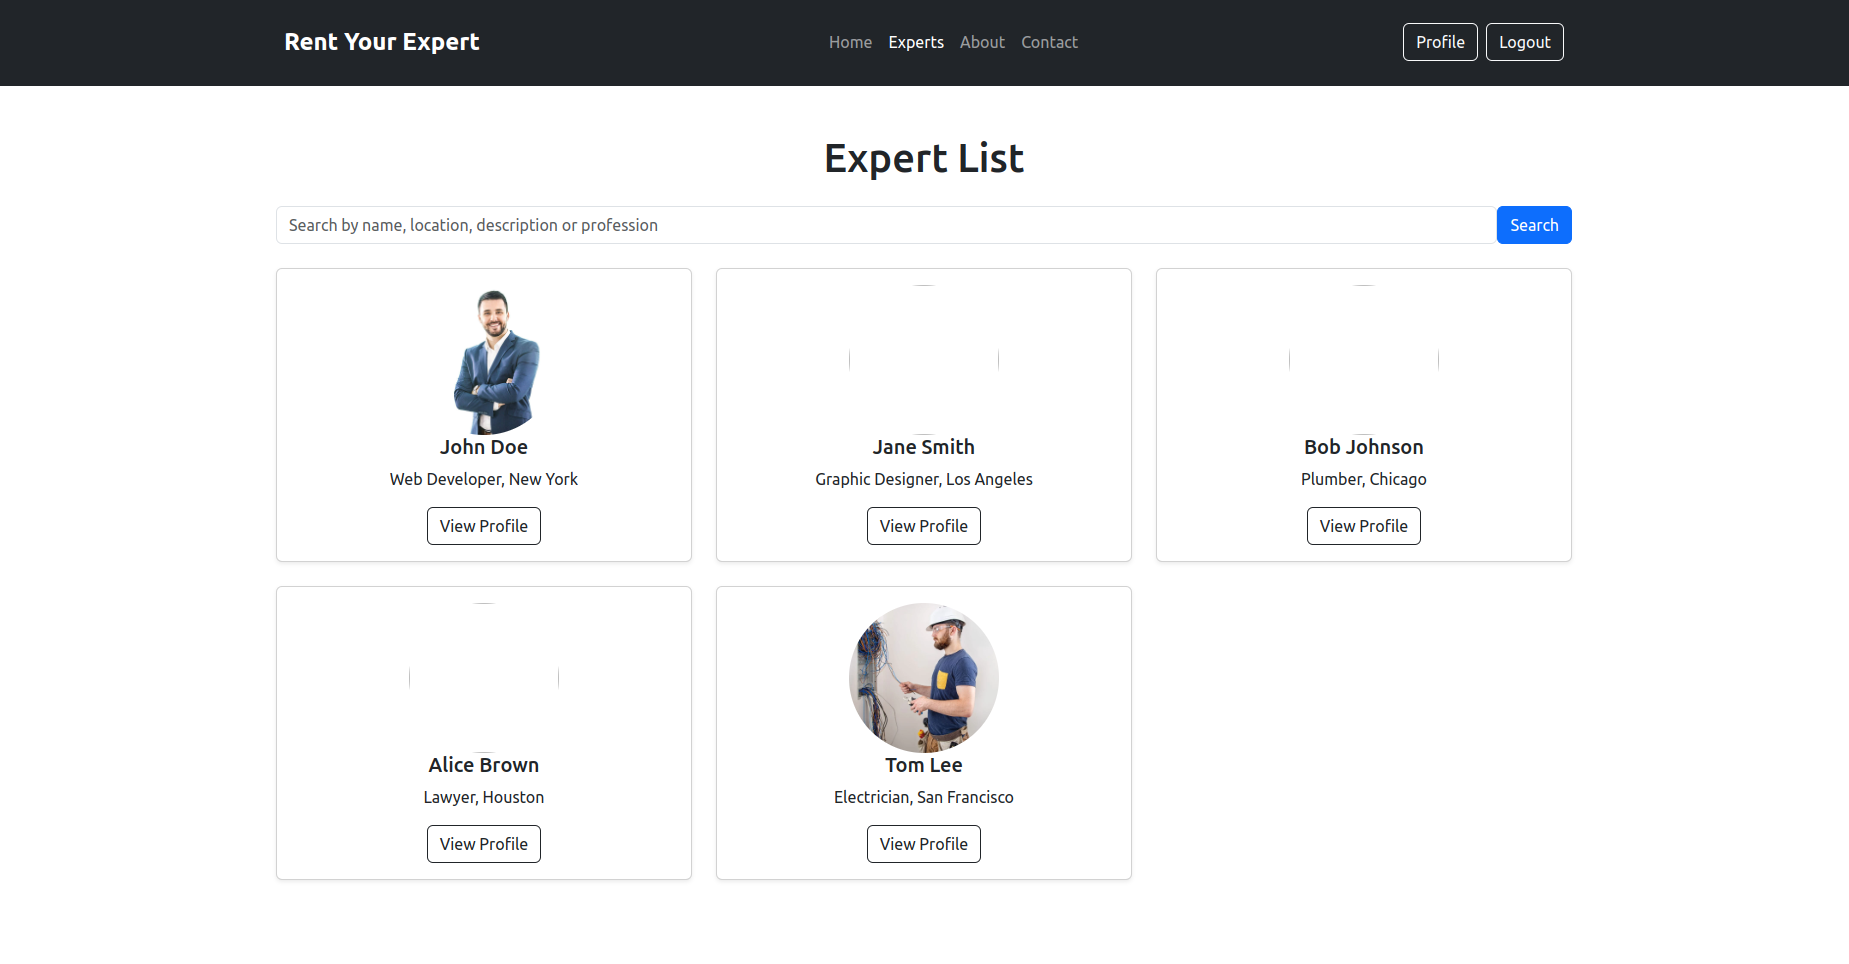 Rent Your Expert
Home Experts About Contact
Profile Logout
Expert List
Search by name, location, description or profession
Search
John Doe
Web Developer, New York
View Profile
Jane Smith
Graphic Designer, Los Angeles
View Profile
Bob Johnson
Plumber, Chicago
View Profile
Alice Brown
Lawyer, Houston
View Profile
Tom Lee
Electrician, San Francisco
View Profile